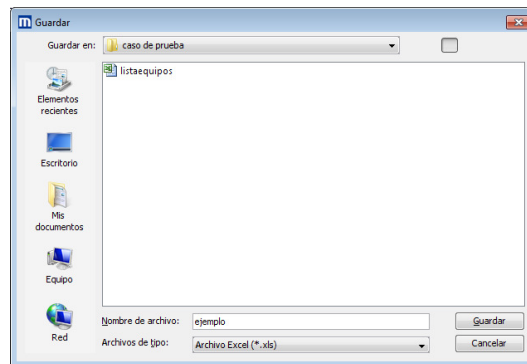 Guardar
Guardar en: caso de prueba
listaequipos
Elementos
recientes
Escritorio
Mis
documentos
Equipo
Red
Nombre de archivo: ejemplo
Guardar
Archivos de tipo: Archivo Excel (*.xls)
Cancelar